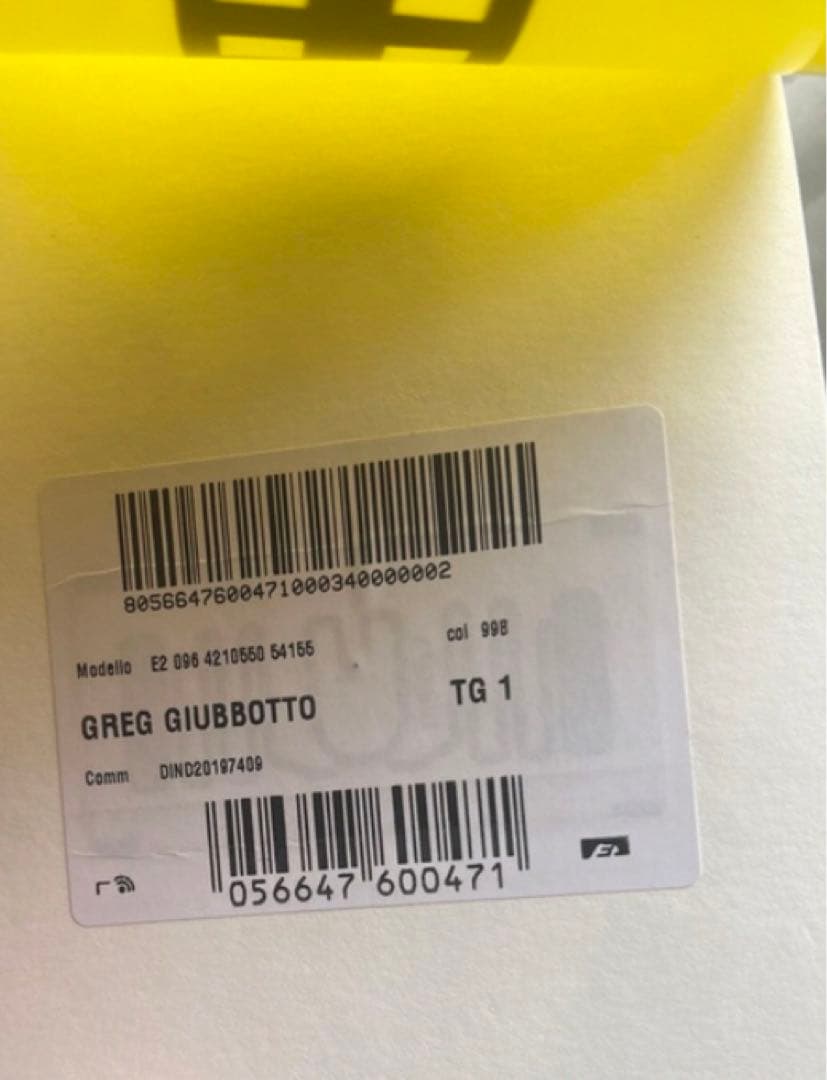 8056647600471000340000002
Modello E2 096 4210550 54155 col 998
GREG GIUBBOTTO TG 1
Comm DIND20197409
056647 600471